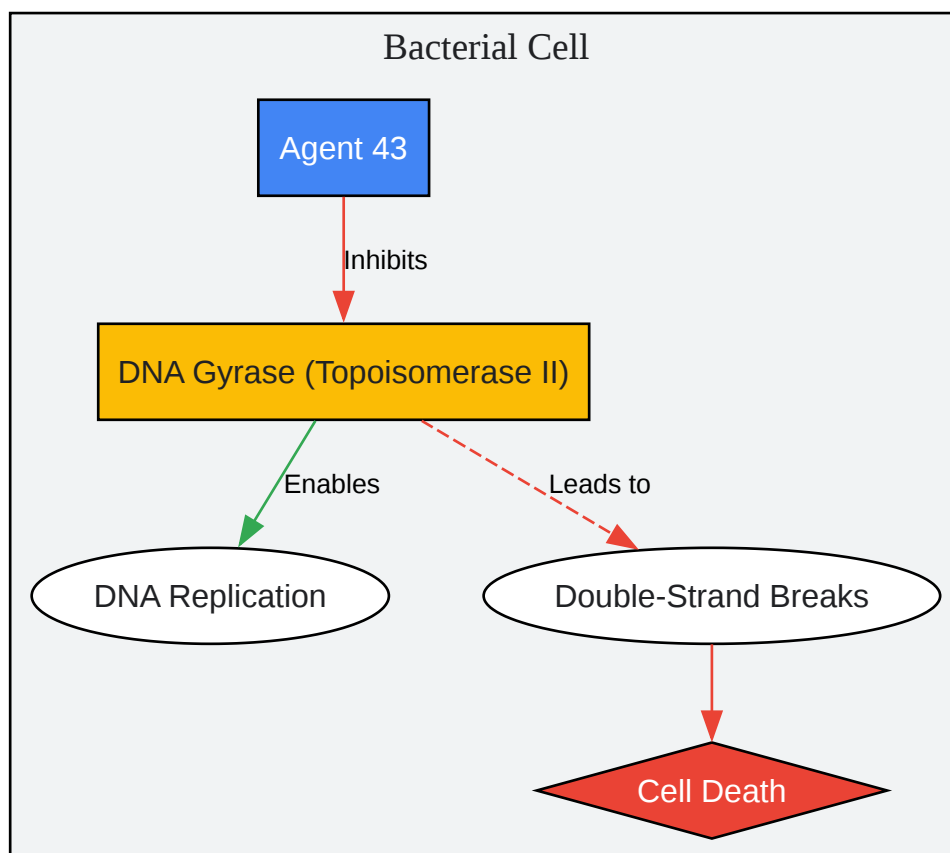 Bacterial Cell
Agent 43
Inhibits
DNA Gyrase (Topoisomerase II)
Enables
Leads to
DNA Replication
Double-Strand Breaks
Cell Death